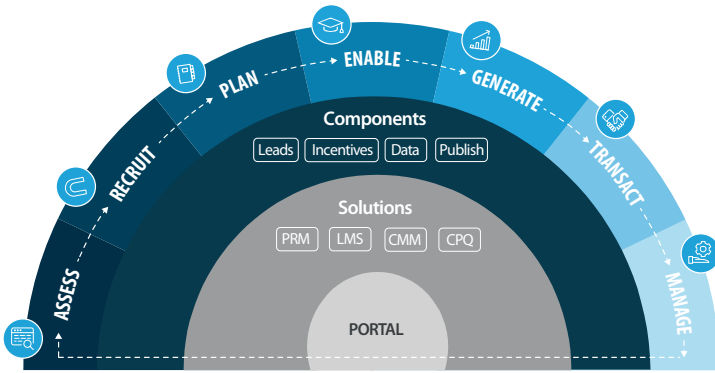 ASSESS
RECRUIT
PLAN
ENABLE
GENERATE
TRANSACT
MANAGE
Components
Leads Incentives Data Publish
Solutions
PRM LMS CMM CPQ
PORTAL